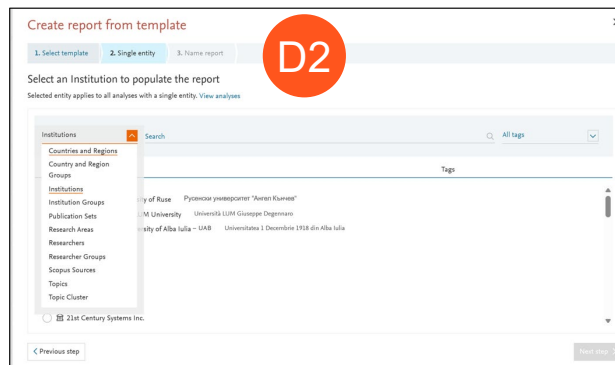 Create report from template
D2
1. Select template 2. Single entity 3. Name report
Select an Institution to populate the report
Selected entity applies to all analyses with a single entity. View analyses
Institutions Search All tags
Countries and Regions
Country and Region
Groups
Institutions
Institution Groups
Publication Sets
Research Areas
Researchers
Researcher Groups
Scopus Sources
Topics
Topic Cluster
Tags
of Ruse Русенски университет "Ангел Кънчев"
University Università LUM Giuseppe Degennaro
of Alba Iulia – UAB Universitatea 1 Decembrie 1918 din Alba Iulia
21st Century Systems Inc.
Previous step Next step